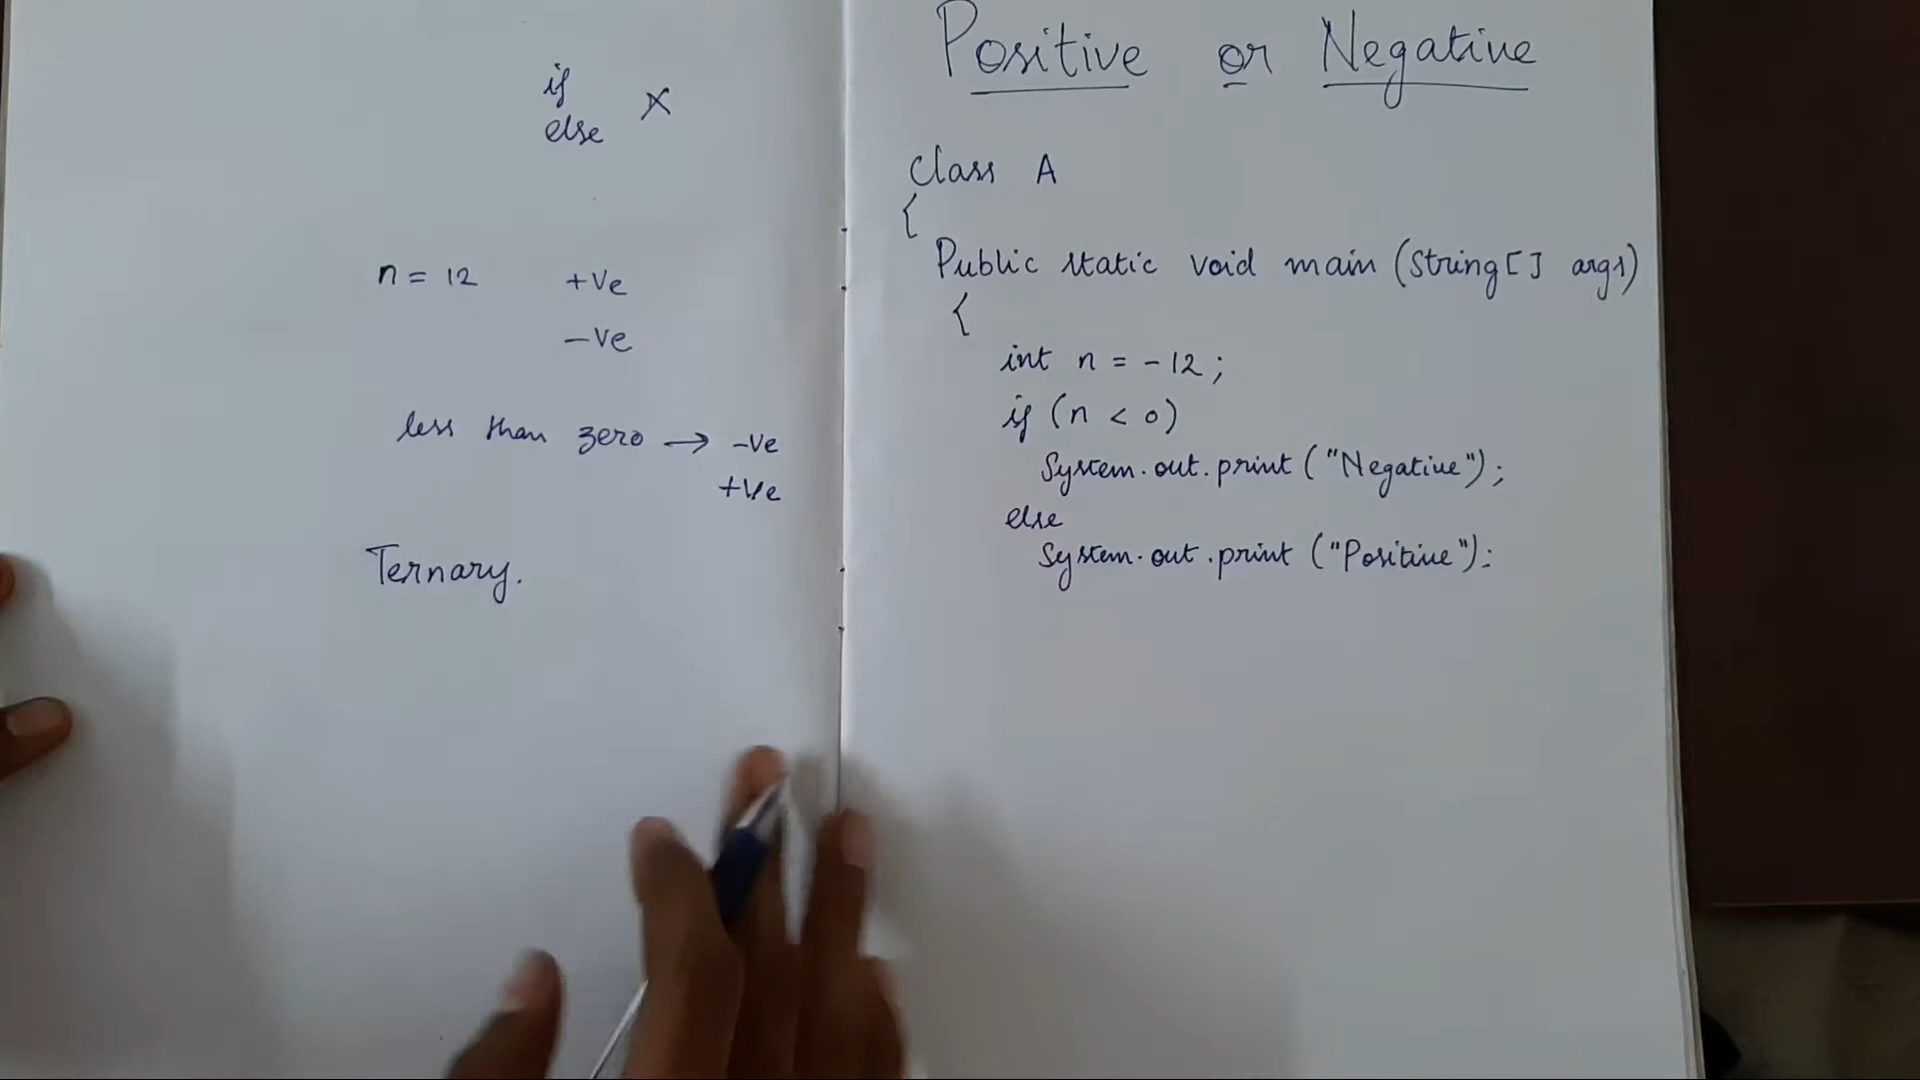 if
else X
n = 12 +ve
-ve
less than zero → -ve
+ve
Ternary.
Positive or Negative
Class A
{
Public static void main (String[] args)
{
int n = -12;
if (n < 0)
System.out.print ("Negative");
else
System.out.print ("Positive");